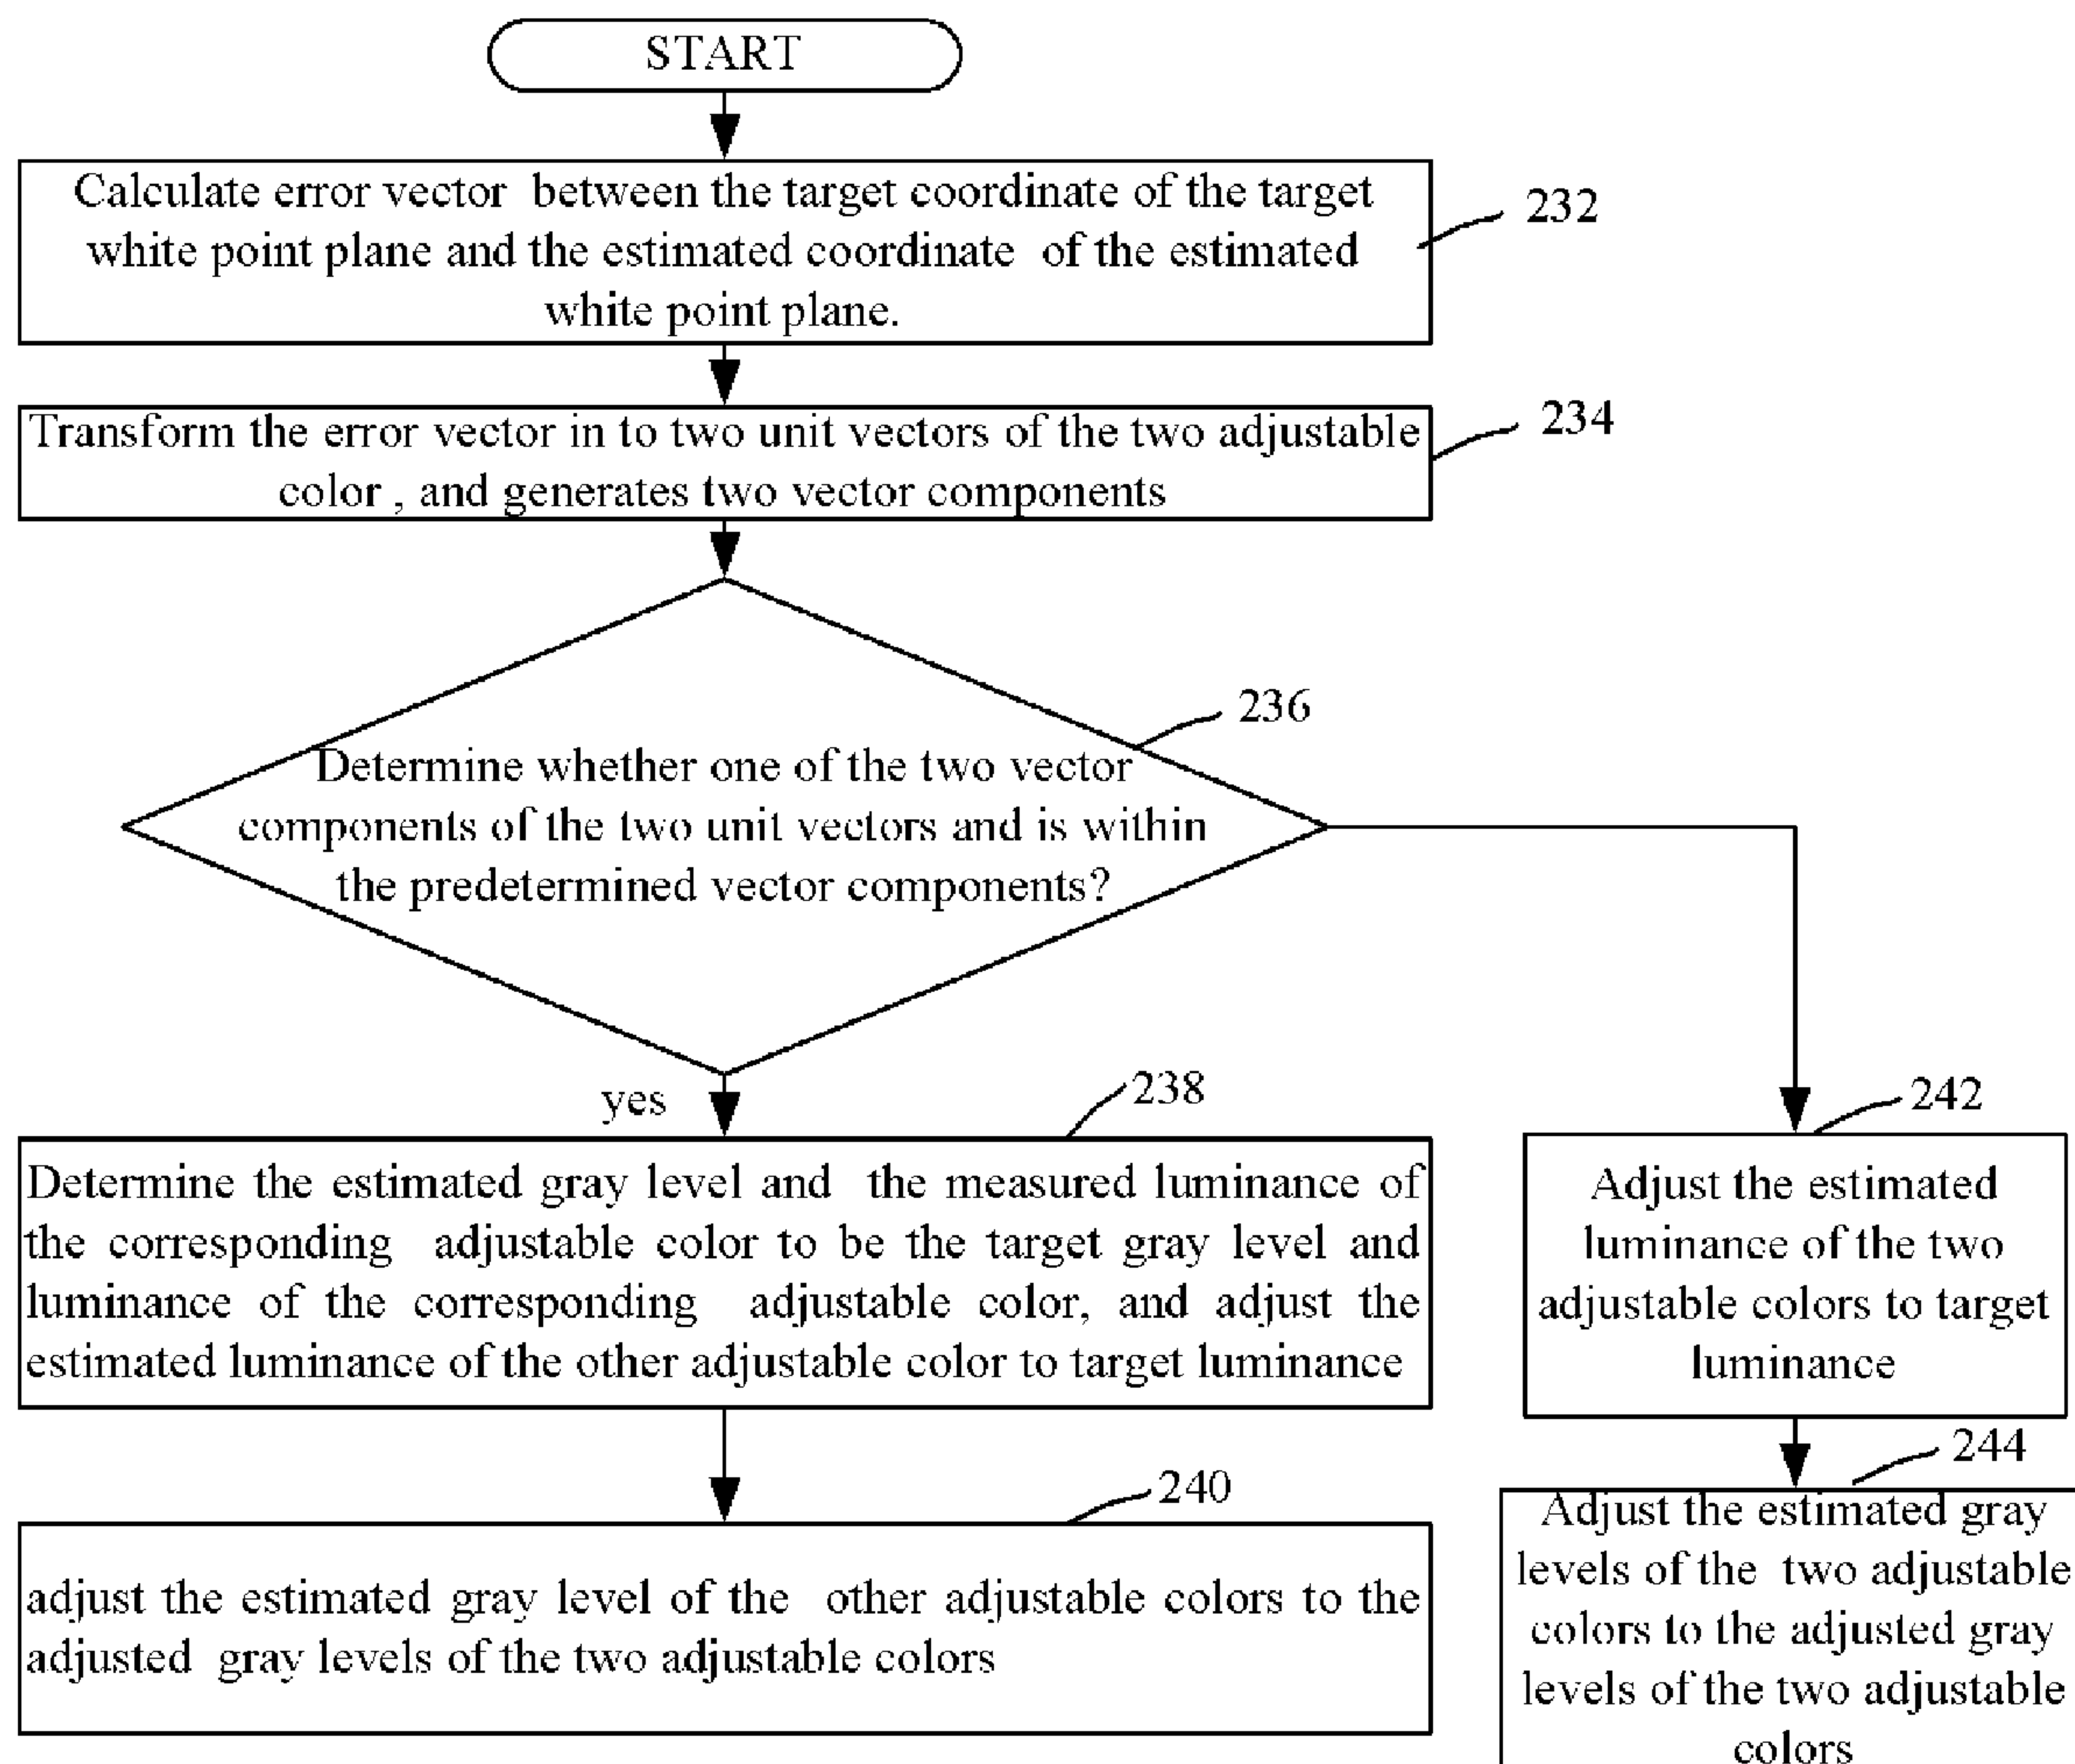 START
Calculate error vector between the target coordinate of the target
white point plane and the estimated coordinate of the estimated
white point plane.
232
Transform the error vector in to two unit vectors of the two adjustable
color , and generates two vector components
234
236
Determine whether one of the two vector
components of the two unit vectors and is within
the predetermined vector components?
yes
238
Determine the estimated gray level and the measured luminance of
the corresponding adjustable color to be the target gray level and
luminance of the corresponding adjustable color, and adjust the
estimated luminance of the other adjustable color to target luminance
240
adjust the estimated gray level of the other adjustable colors to the
adjusted gray levels of the two adjustable colors
242
Adjust the estimated
luminance of the two
adjustable colors to target
luminance
244
Adjust the estimated gray
levels of the two adjustable
colors to the adjusted gray
levels of the two adjustable
colors